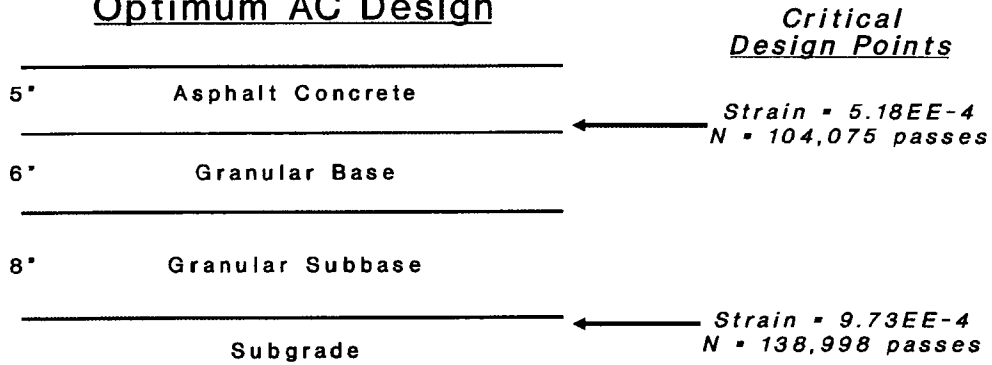 Optimum AC Design
Critical
Design Points
5" Asphalt Concrete
Strain = 5.18EE-4
N = 104,075 passes
6" Granular Base
8" Granular Subbase
Strain = 9.73EE-4
N = 138,998 passes
Subgrade